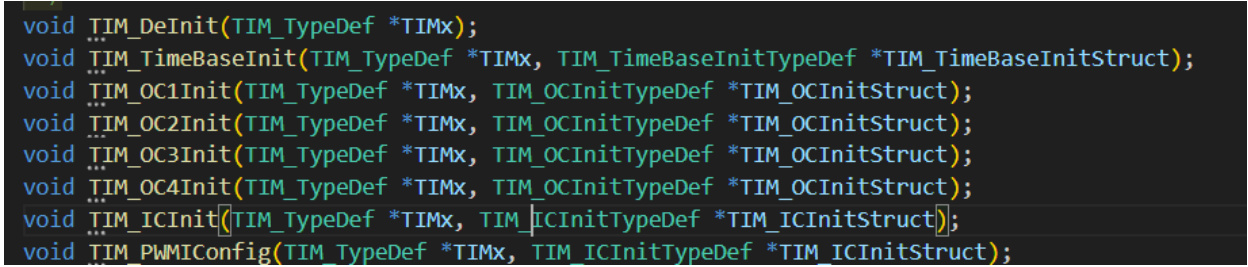 void TIM_DeInit(TIM_TypeDef *TIMx);
void TIM_TimeBaseInit(TIM_TypeDef *TIMx, TIM_TimeBaseInitTypeDef *TIM_TimeBaseInitStruct);
void TIM_OC1Init(TIM_TypeDef *TIMx, TIM_OCInitTypeDef *TIM_OCInitStruct);
void TIM_OC2Init(TIM_TypeDef *TIMx, TIM_OCInitTypeDef *TIM_OCInitStruct);
void TIM_OC3Init(TIM_TypeDef *TIMx, TIM_OCInitTypeDef *TIM_OCInitStruct);
void TIM_OC4Init(TIM_TypeDef *TIMx, TIM_OCInitTypeDef *TIM_OCInitStruct);
void TIM_ICInit(TIM_TypeDef *TIMx, TIM_ICInitTypeDef *TIM_ICInitStruct);
void TIM_PWMIConfig(TIM_TypeDef *TIMx, TIM_ICInitTypeDef *TIM_ICInitStruct);